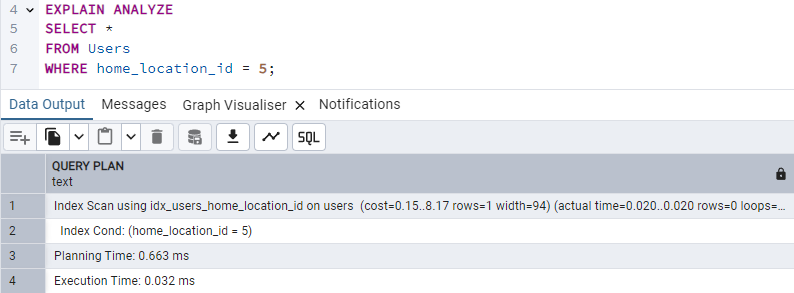 4 EXPLAIN ANALYZE
5 SELECT *
6 FROM Users
7 WHERE home_location_id = 5;
Data Output Messages Graph Visualiser × Notifications
SQL
QUERY PLAN
text
1 Index Scan using idx_users_home_location_id on users (cost=0.15..8.17 rows=1 width=94) (actual time=0.020..0.020 rows=0 loops=...
2 Index Cond: (home_location_id = 5)
3 Planning Time: 0.663 ms
4 Execution Time: 0.032 ms